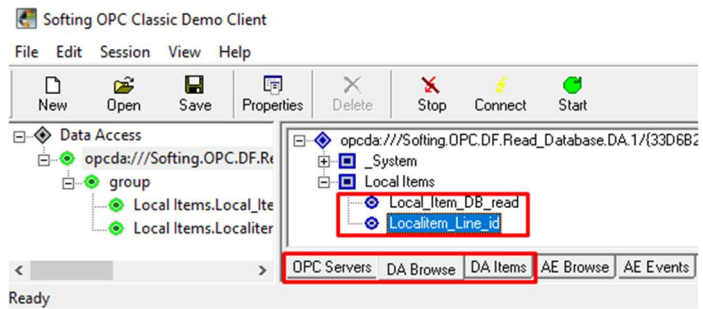 Softing OPC Classic Demo Client
File Edit Session View Help
New Open Save Properties Delete Stop Connect Start
Data Access
opcda:///Softing.OPC.DF.Re
group
Local Items.Local_Ite
Local Items.Localiter
opcda:///Softing.OPC.DF.Read_Database.DA.1/{33D6B2
_System
Local Items
Local_Item_DB_read
Localitem_Line_id
OPC Servers DA Browse DA Items AE Browse AE Events
Ready